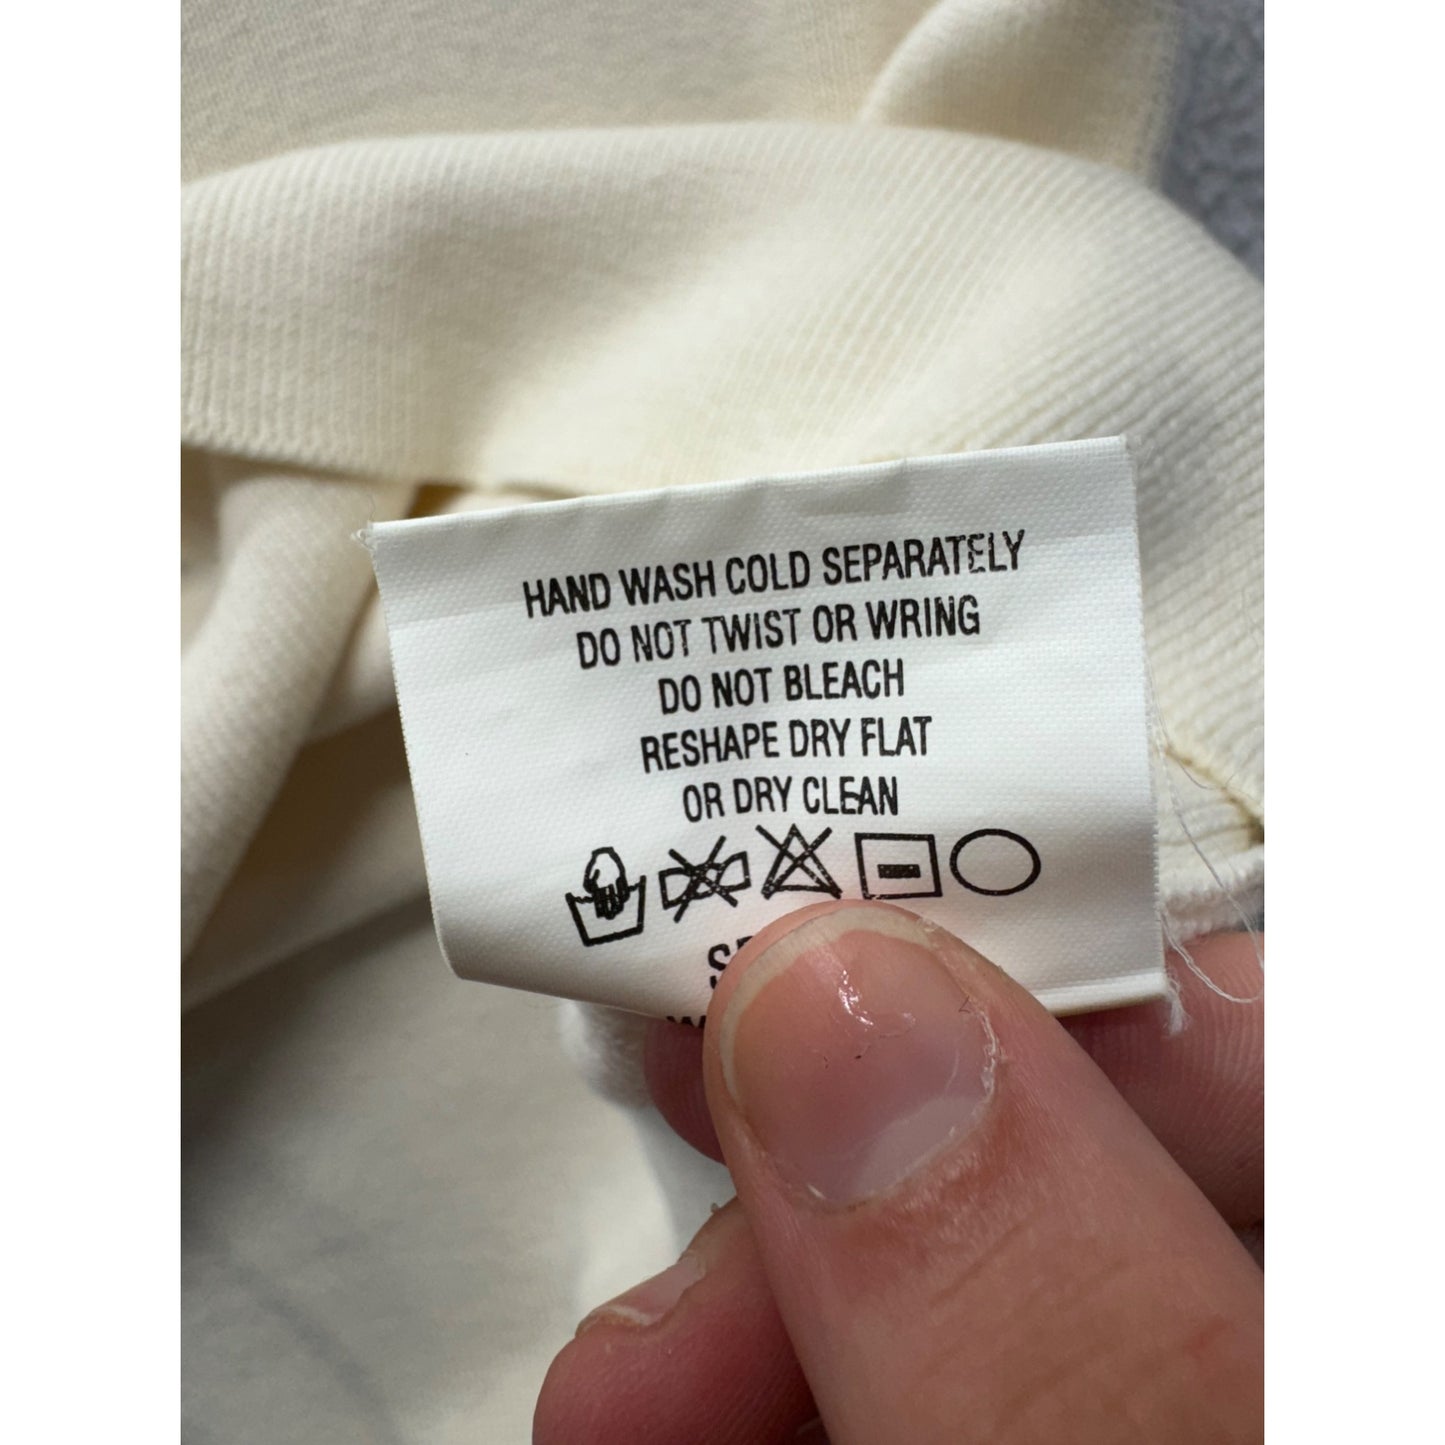 HAND WASH COLD SEPARATELY
DO NOT TWIST OR WRING
DO NOT BLEACH
RESHAPE DRY FLAT
OR DRY CLEAN